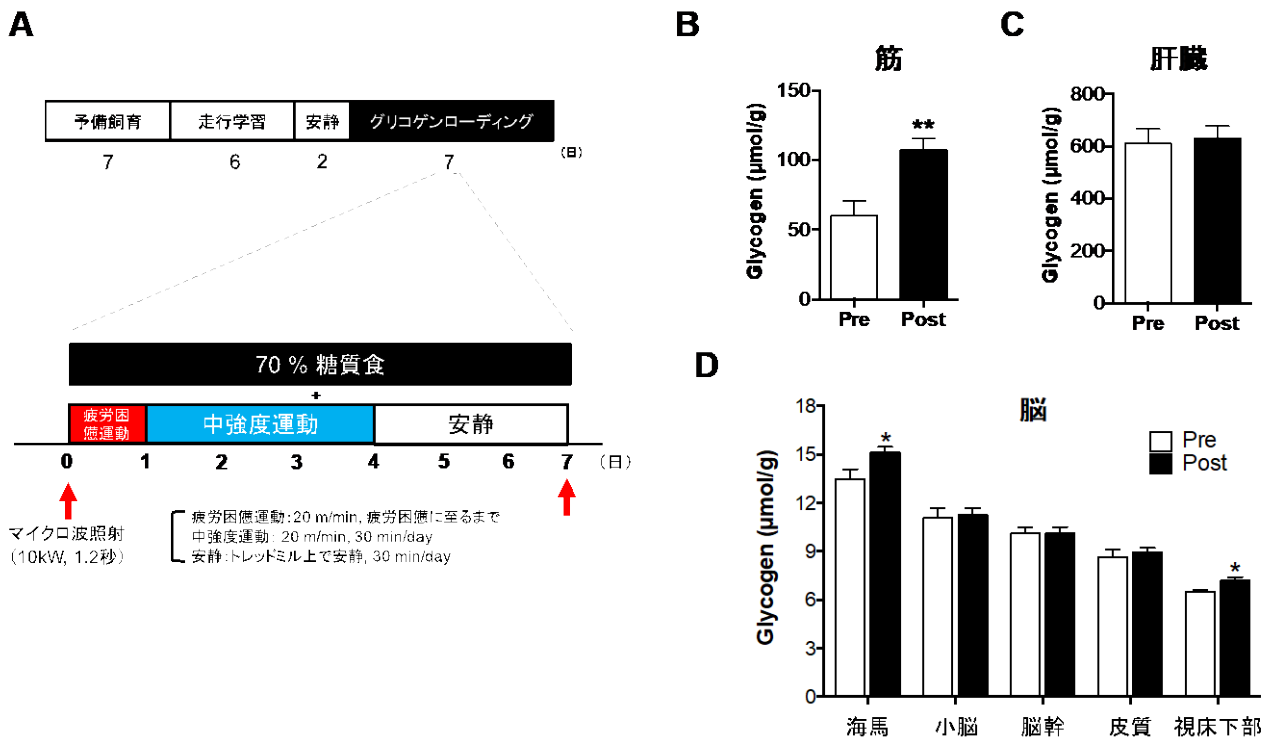 A
予備飼育 走行学習 安静 グリコゲンローディング
7 6 2 7 (日)
70 % 糖質食
+
疲労困
憊運動
中強度運動
安静
0 1 2 3 4 5 6 7 (日)
マイクロ波照射
(10kW, 1.2秒)
疲労困憊運動:20 m/min, 疲労困憊に至るまで
中強度運動: 20 m/min, 30 min/day
安静:トレッドミル上で安静, 30 min/day
B
筋
Glycogen (μmol/g)
150
100
50
0
**
Pre Post
C
肝臓
Glycogen (μmol/g)
800
600
400
200
0
Pre Post
D
脳
Glycogen (μmol/g)
18
15
12
9
6
3
0
Pre
Post
*
*
海馬 小脳 脳幹 皮質 視床下部